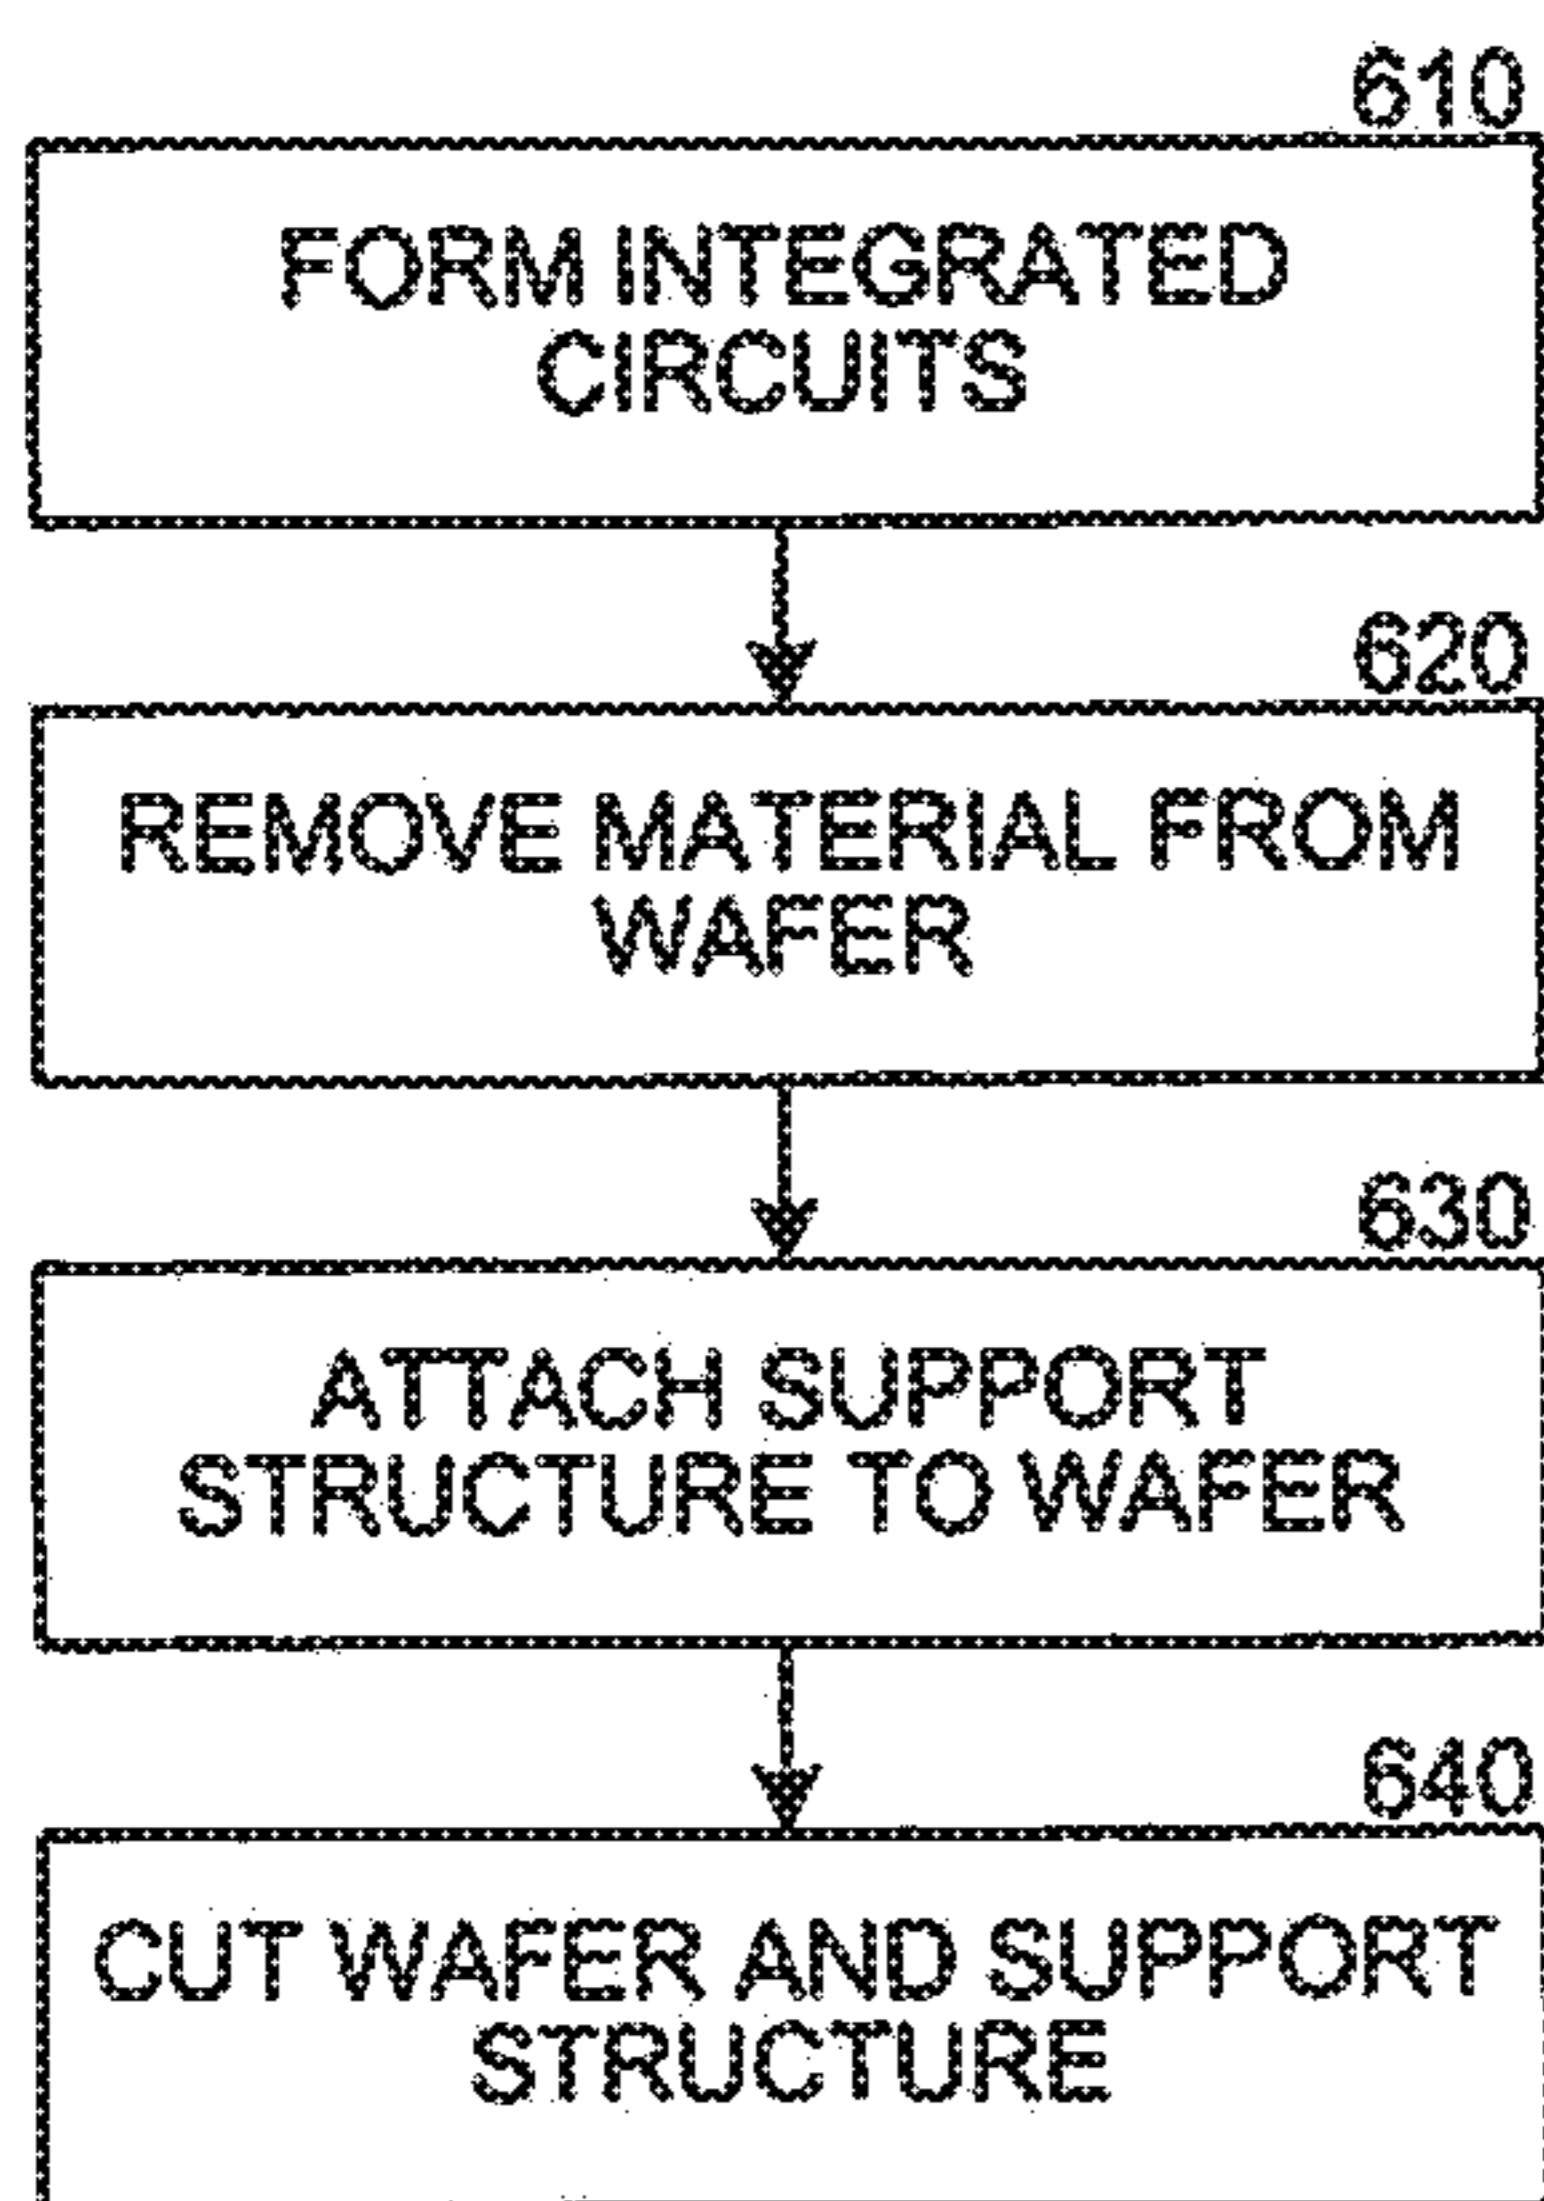 610
FORM INTEGRATED
CIRCUITS
620
REMOVE MATERIAL FROM
WAFER
630
ATTACH SUPPORT
STRUCTURE TO WAFER
640
CUT WAFER AND SUPPORT
STRUCTURE